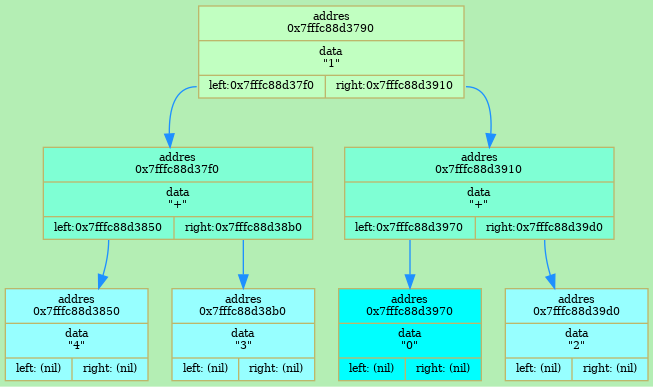 addres
0x7fffc88d3790
data
"1"
left:0x7fffc88d37f0 right:0x7fffc88d3910
addres
0x7fffc88d37f0
data
"+"
left:0x7fffc88d3850 right:0x7fffc88d38b0
addres
0x7fffc88d3910
data
"+"
left:0x7fffc88d3970 right:0x7fffc88d39d0
addres
0x7fffc88d3850
data
"4"
left: (nil) right: (nil)
addres
0x7fffc88d38b0
data
"3"
left: (nil) right: (nil)
addres
0x7fffc88d3970
data
"0"
left: (nil) right: (nil)
addres
0x7fffc88d39d0
data
"2"
left: (nil) right: (nil)